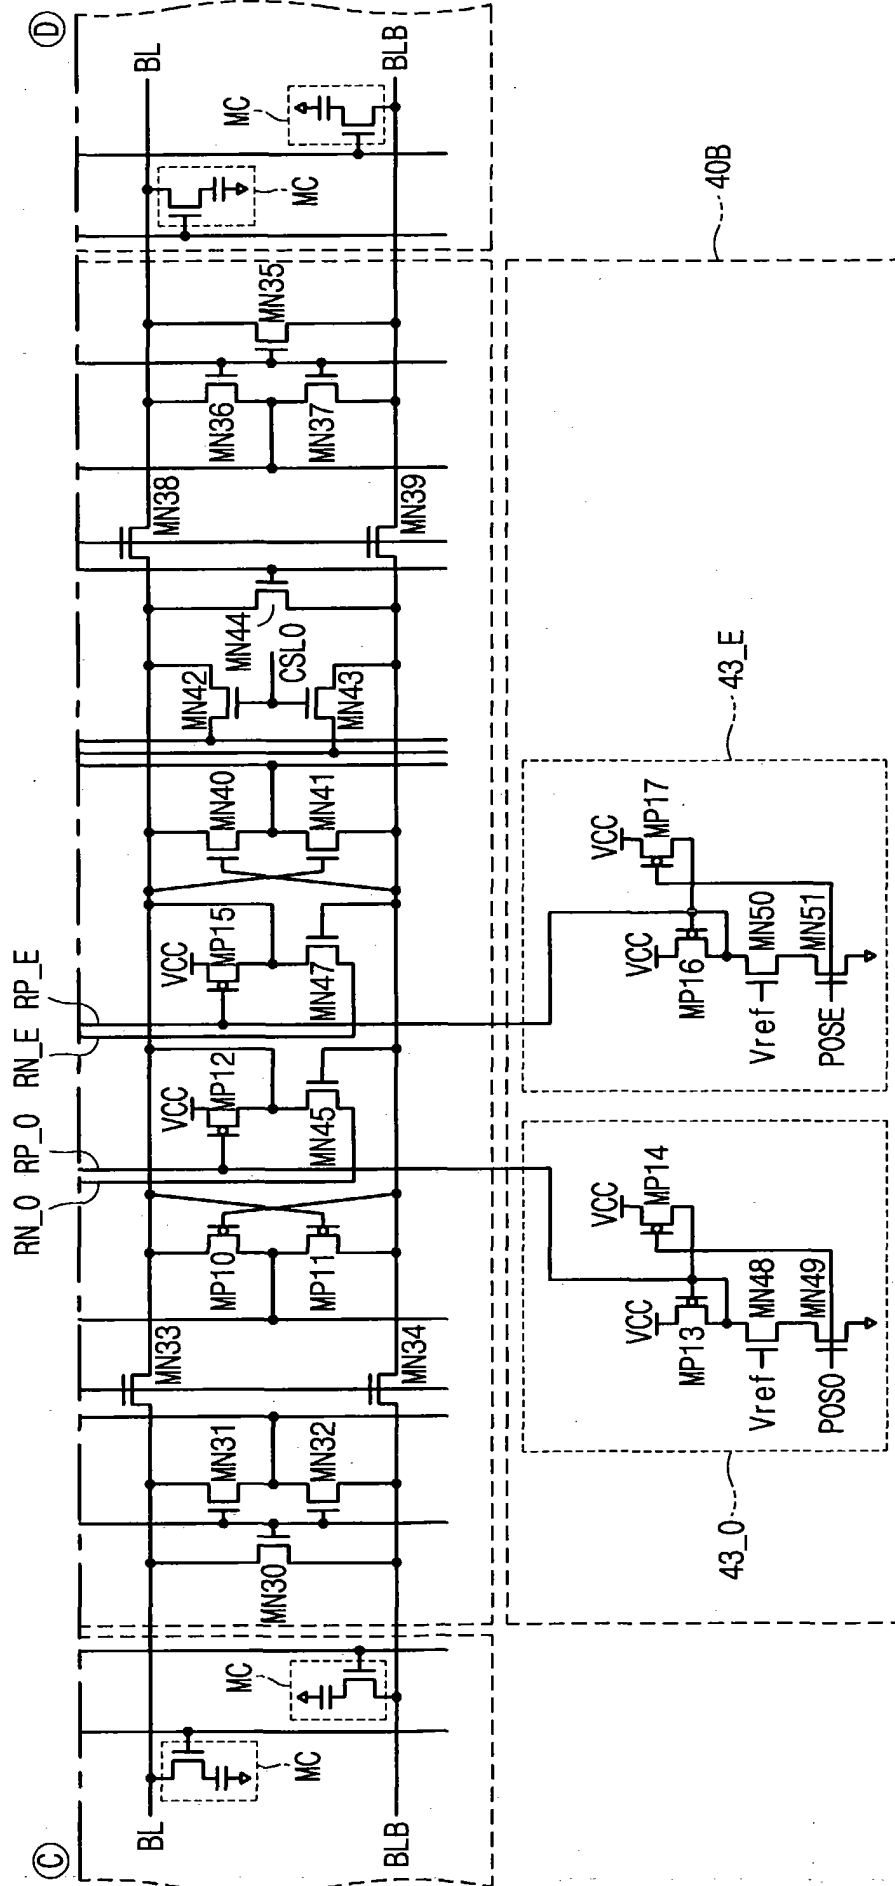 C
D
BL
BL
BLB
BLB
MC
MC
MC
MC
RN_O
RP_O
RN_E
RP_E
MN30
MN31
MN32
MN33
MN34
MP10
MP11
VCC
MP12
MN45
VCC
MP15
MN47
MN40
MN41
MN42
MN43
CSLO
MN44
MN38
MN39
MN36
MN37
MN35
40B
43_O
VCC
MP13
VCC
MP14
Vref
MN48
MN49
POSO
43_E
VCC
MP16
VCC
MP17
Vref
MN50
MN51
POSE